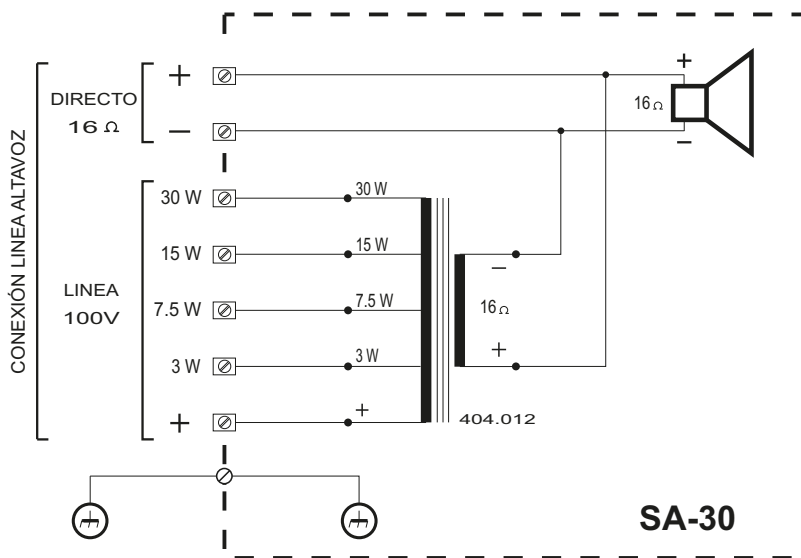 CONEXIÓN LINEA ALTAVOZ
DIRECTO
16 Ω
+
−
LINEA
100V
30 W
15 W
7.5 W
3 W
+
30 W
15 W
7.5 W
3 W
+
−
16 Ω
+
404.012
+
16 Ω
−
SA-30